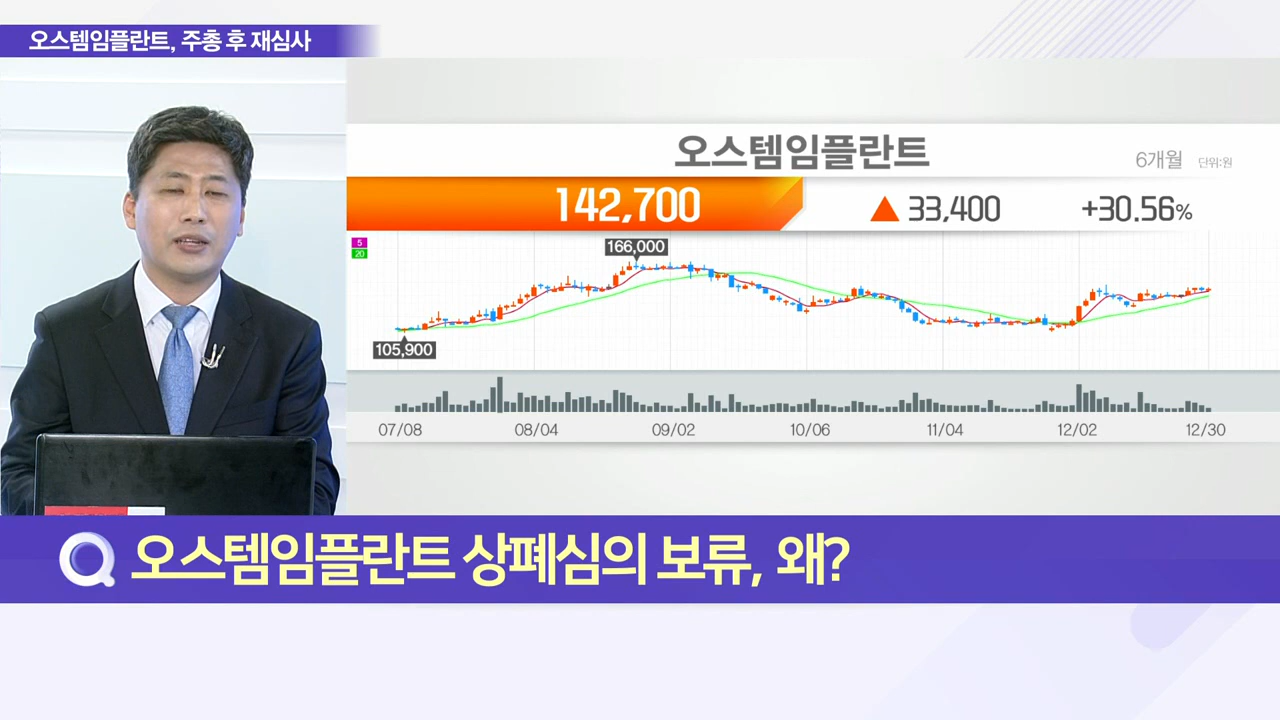 오스템임플란트, 주총 후 재심사
오스템임플란트
6개월 단위:원
142,700 ▲ 33,400 +30.56%
5
20
166,000
105,900
07/08 08/04 09/02 10/06 11/04 12/02 12/30
Q 오스템임플란트 상폐심의 보류, 왜?